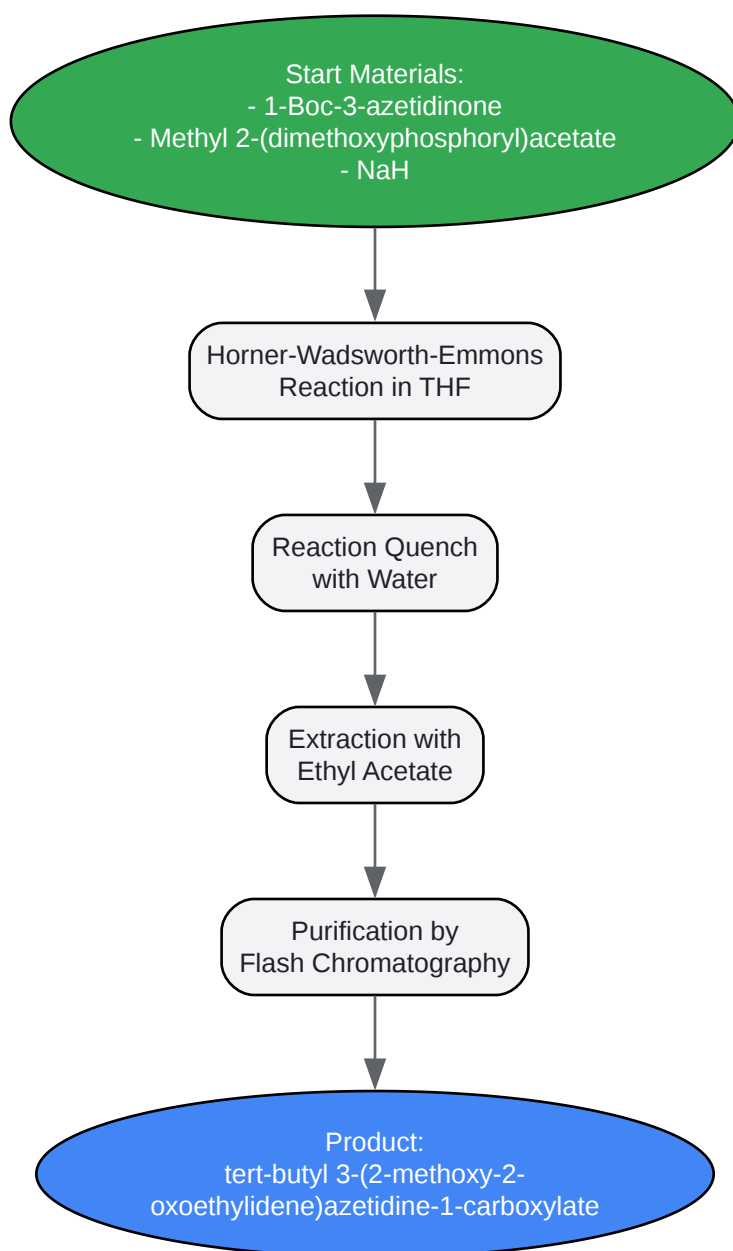 Start Materials:
- 1-Boc-3-azetidinone
- Methyl 2-(dimethoxyphosphoryl)acetate
- NaH
Horner-Wadsworth-Emmons
Reaction in THF
Reaction Quench
with Water
Extraction with
Ethyl Acetate
Purification by
Flash Chromatography
Product:
tert-butyl 3-(2-methoxy-2-
oxoethylidene)azetidine-1-carboxylate